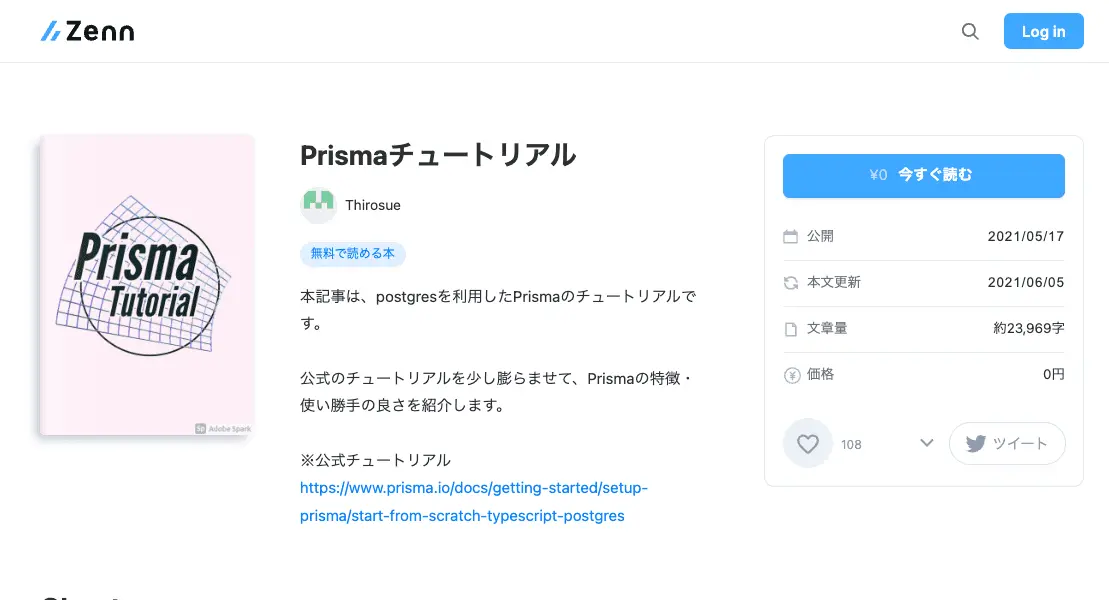 Zenn
Log in
Prisma
Tutorial
Sp Adobe Spark
Prismaチュートリアル
Thirosue
無料で読める本
本記事は、postgresを利用したPrismaのチュートリアルで
す。
公式のチュートリアルを少し膨らませて、Prismaの特徴・
使い勝手の良さを紹介します。
※公式チュートリアル
https://www.prisma.io/docs/getting-started/setup-
prisma/start-from-scratch-typescript-postgres
¥0 今すぐ読む
公開 2021/05/17
本文更新 2021/06/05
文章量 約23,969字
価格 0円
108
ツイート